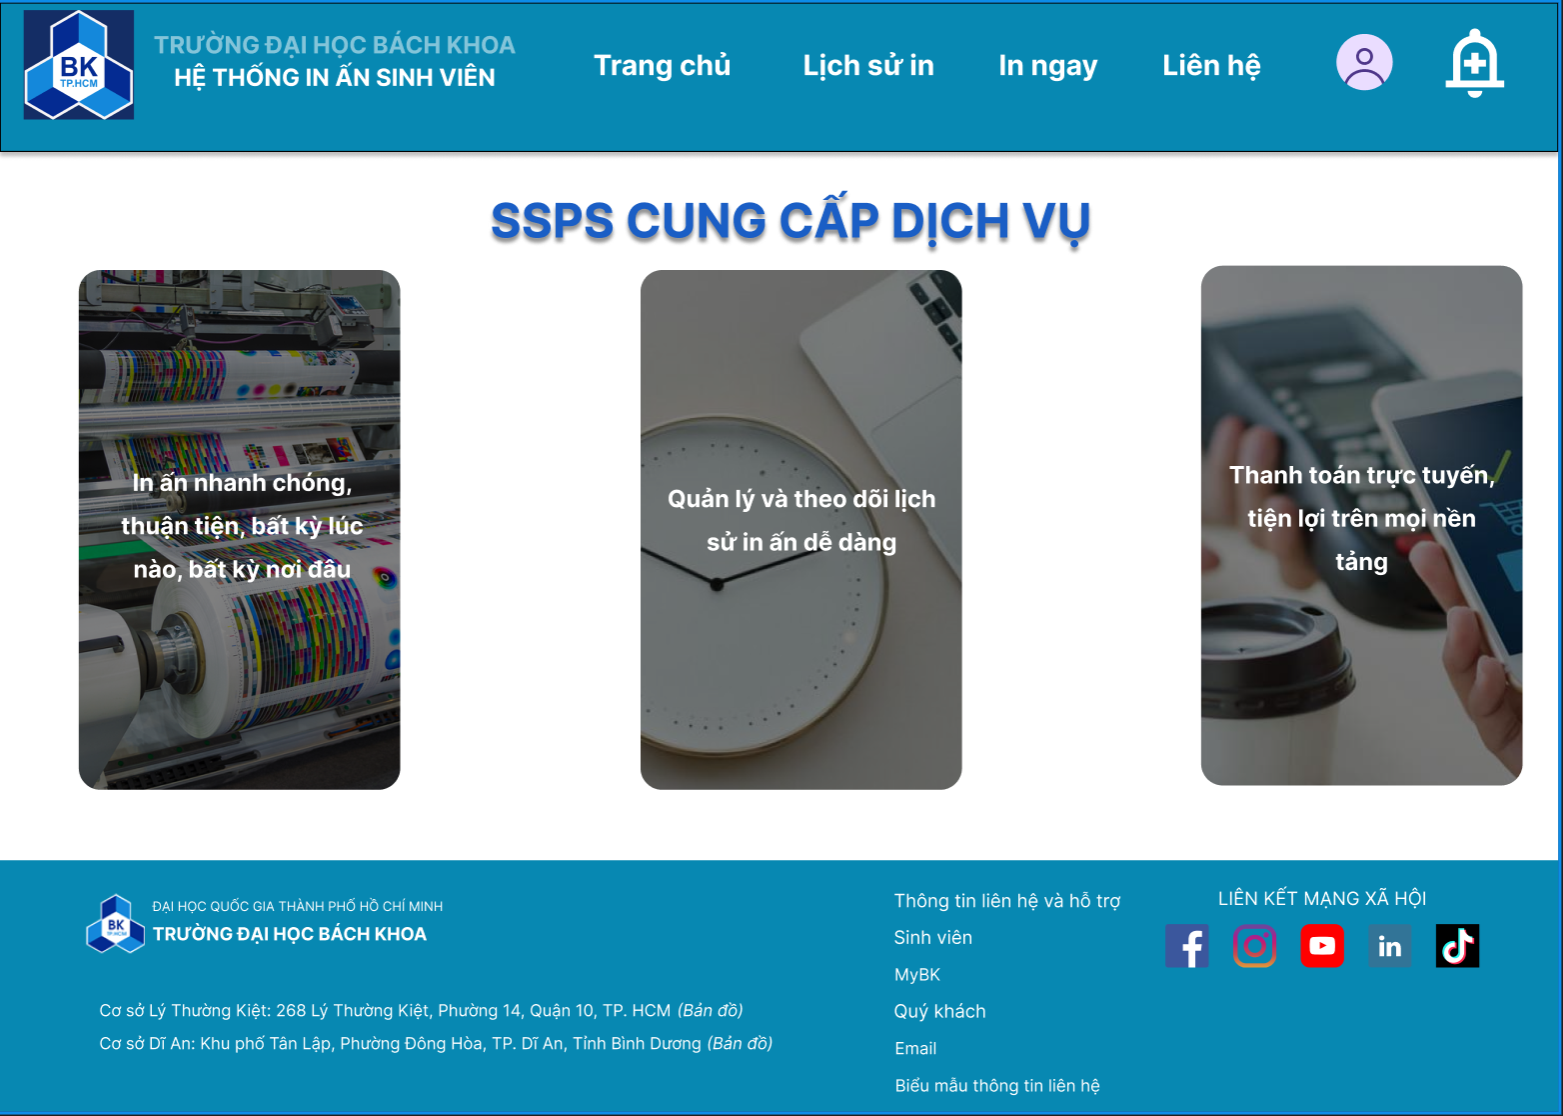 BK
TP.HCM
TRƯỜNG ĐẠI HỌC BÁCH KHOA
HỆ THỐNG IN ẤN SINH VIÊN
Trang chủ
Lịch sử in
In ngay
Liên hệ
SSPS CUNG CẤP DỊCH VỤ
In ấn nhanh chóng,
thuận tiện, bất kỳ lúc
nào, bất kỳ nơi đâu
Quản lý và theo dõi lịch
sử in ấn dễ dàng
Thanh toán trực tuyến,
tiện lợi trên mọi nền
tảng
BK
TP.HCM
ĐẠI HỌC QUỐC GIA THÀNH PHỐ HỒ CHÍ MINH
TRƯỜNG ĐẠI HỌC BÁCH KHOA
Cơ sở Lý Thường Kiệt: 268 Lý Thường Kiệt, Phường 14, Quận 10, TP. HCM (Bản đồ)
Cơ sở Dĩ An: Khu phố Tân Lập, Phường Đông Hòa, TP. Dĩ An, Tỉnh Bình Dương (Bản đồ)
Thông tin liên hệ và hỗ trợ
Sinh viên
MyBK
Quý khách
Email
Biểu mẫu thông tin liên hệ
LIÊN KẾT MẠNG XÃ HỘI
f
in